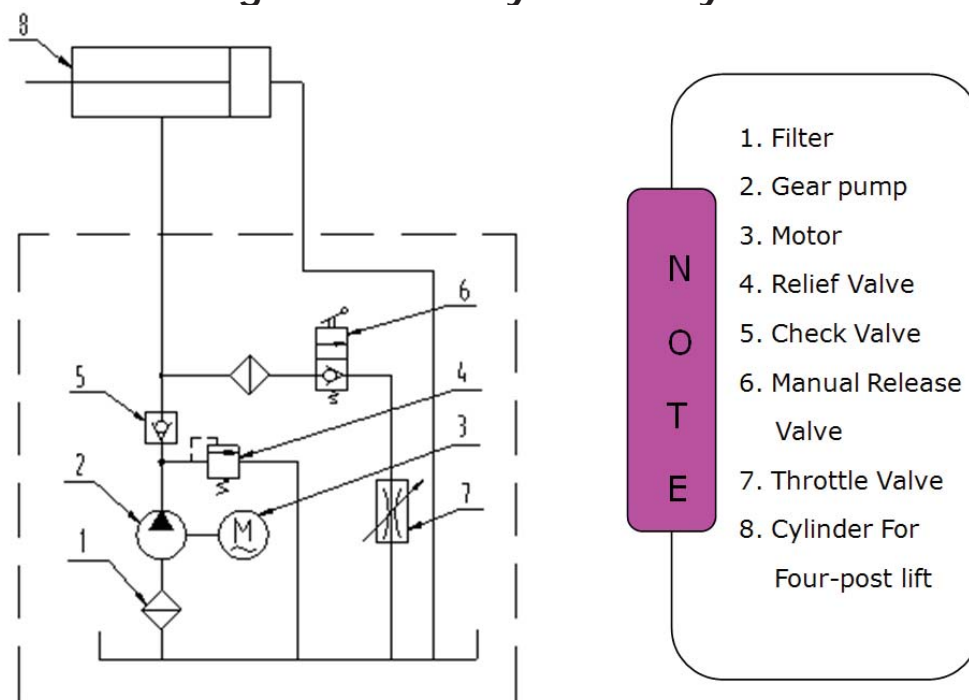 8
6
5
4
3
2
M
7
1
NOTE
1. Filter
2. Gear pump
3. Motor
4. Relief Valve
5. Check Valve
6. Manual Release
Valve
7. Throttle Valve
8. Cylinder For
Four-post lift